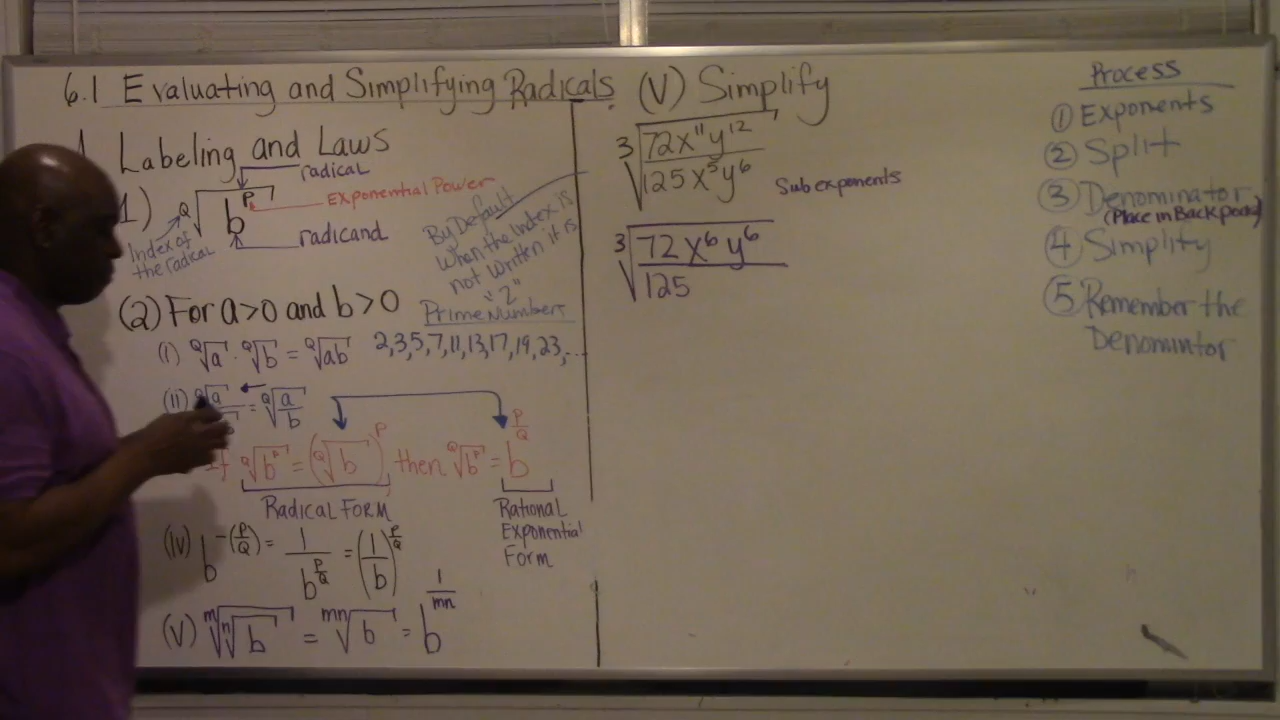 6.1 Evaluating and Simplifying Radicals
Labeling and Laws
1) Q√b^P
radical
Exponential Power
radicand
Index of
the radical
By Default
When the Index is
not written it is
"2"
(2) For a>0 and b>0
Prime Numbers
2,3,5,7,11,13,17,19,23,...
(i) Q√a · Q√b = Q√ab
(ii) Q√a = Q√(a/b)
If Q√b^P = (Q√b)^P, then Q√b^P = b^(P/Q)
Radical Form
Rational
Exponential
Form
(iv) b^-(P/Q) = 1/b^(P/Q) = (1/b)^(P/Q)
(V) m√n√b = mn√b = b^(1/mn)
(V) Simplify
3√(72x^11y^12 / 125x^5y^6)
Sub exponents
3√(72x^6y^6 / 125)
Process
① Exponents
② Split
③ Denominator
(Place in Back pocket)
④ Simplify
⑤ Remember the
Denomintor